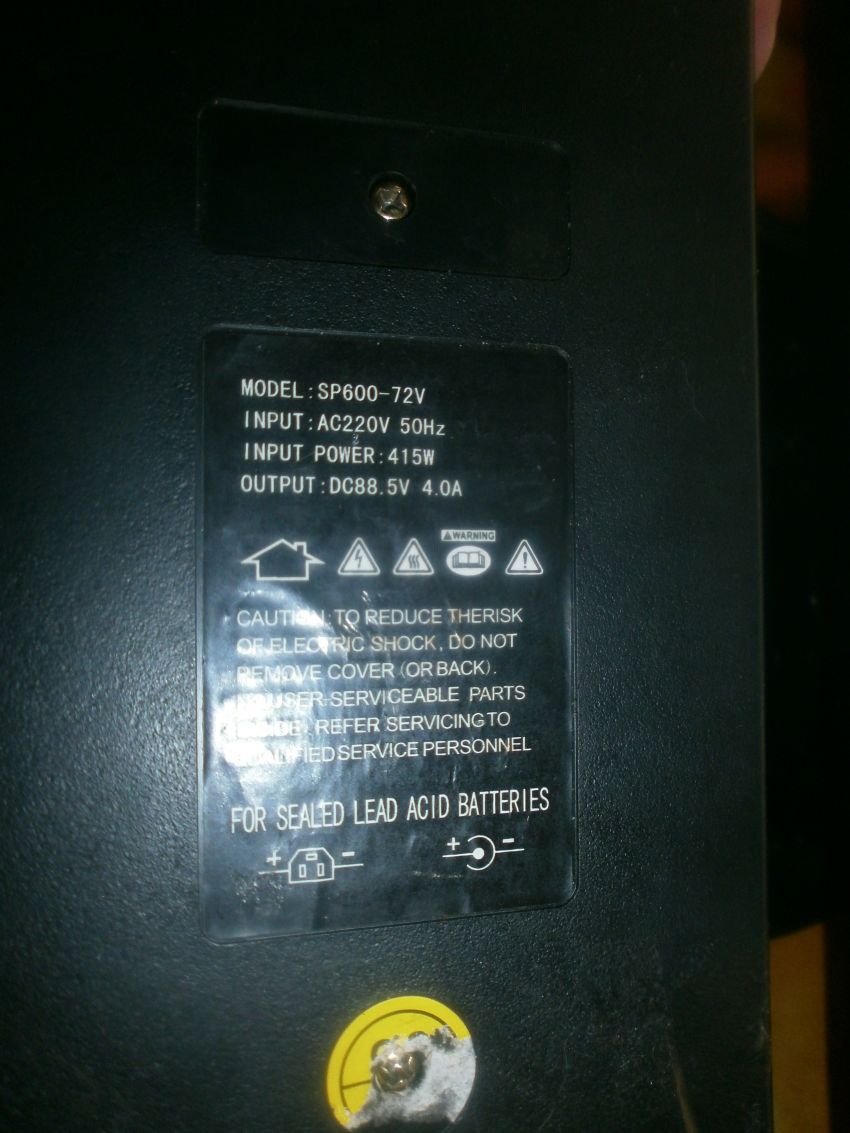 MODEL:SP600-72V
INPUT:AC220V 50Hz
INPUT POWER:415W
OUTPUT:DC88.5V 4.0A
WARNING
CAUTION: TO REDUCE THERISK
OF ELECTRIC SHOCK, DO NOT
REMOVE COVER (OR BACK).
USER-SERVICEABLE PARTS
REFER SERVICING TO
QUALIFIED SERVICE PERSONNEL
FOR SEALED LEAD ACID BATTERIES
+ -
+ -